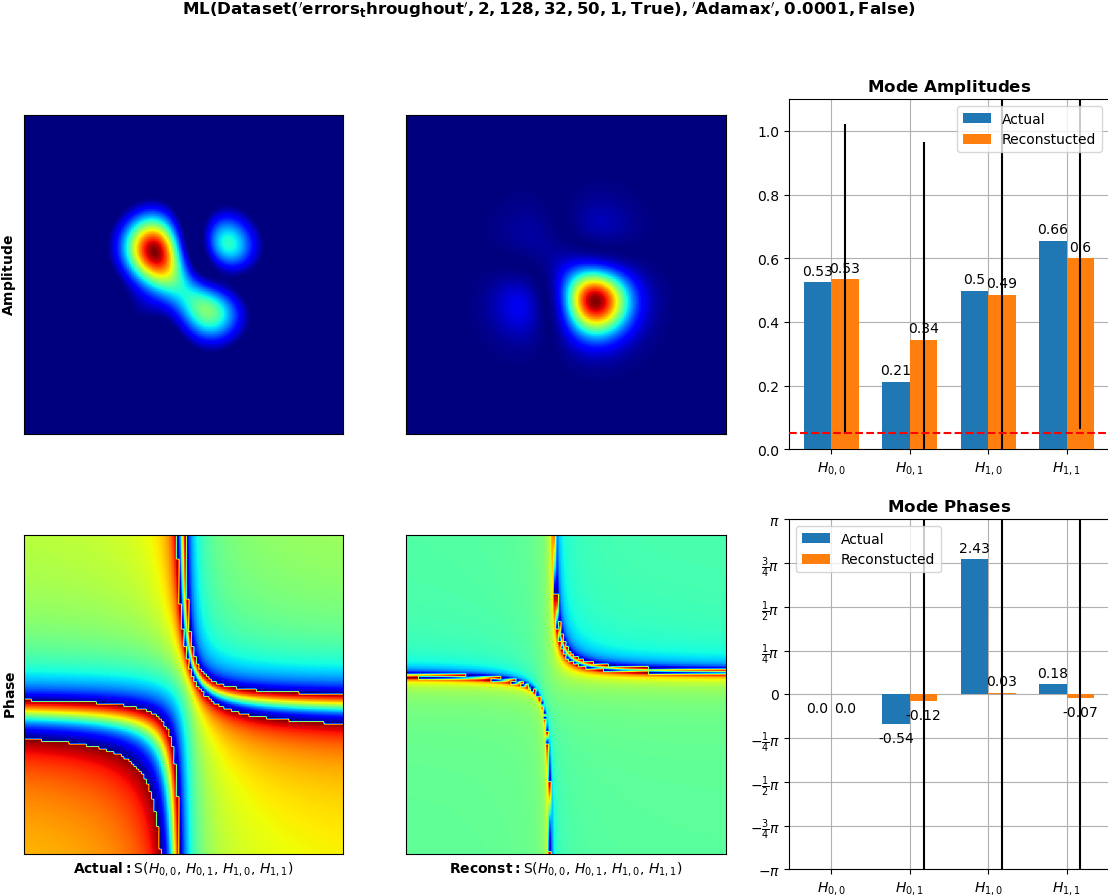 ML(Dataset('errors_throughout', 2, 128, 32, 50, 1, True), 'Adamax', 0.0001, False)
Amplitude
Mode Amplitudes
Actual
Reconstucted
1.0
0.8
0.6
0.4
0.2
0.0
0.53
0.53
0.21
0.34
0.5
0.49
0.66
0.6
H0,0
H0,1
H1,0
H1,1
Phase
Actual: S(H0,0, H0,1, H1,0, H1,1)
Reconst: S(H0,0, H0,1, H1,0, H1,1)
Mode Phases
Actual
Reconstucted
π
3/4π
1/2π
1/4π
0
−1/4π
−1/2π
−3/4π
−π
0.0
0.0
-0.54
-0.12
2.43
0.03
0.18
-0.07
H0,0
H0,1
H1,0
H1,1